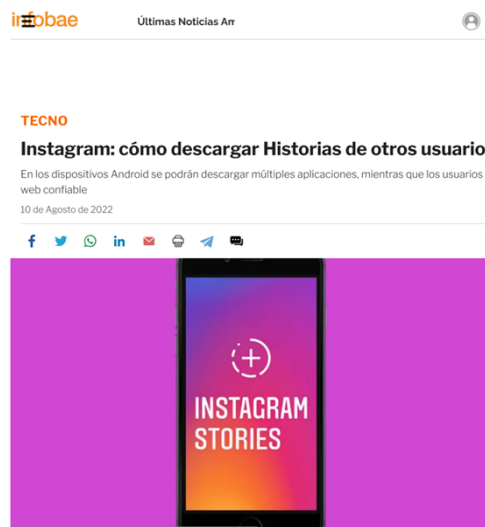 infobae
Últimas Noticias Am
TECNO
Instagram: cómo descargar Historias de otros usuario
En los dispositivos Android se podrán descargar múltiples aplicaciones, mientras que los usuarios
web confiable
10 de Agosto de 2022
INSTAGRAM
STORIES